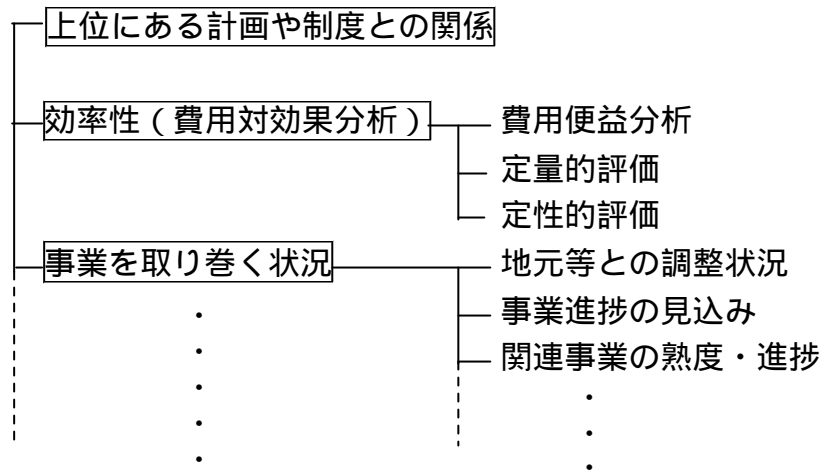 上位にある計画や制度との関係
効率性（費用対効果分析）
費用便益分析
定量的評価
定性的評価
事業を取り巻く状況
地元等との調整状況
事業進捗の見込み
関連事業の熟度・進捗
・
・
・
・
・
・
・
・